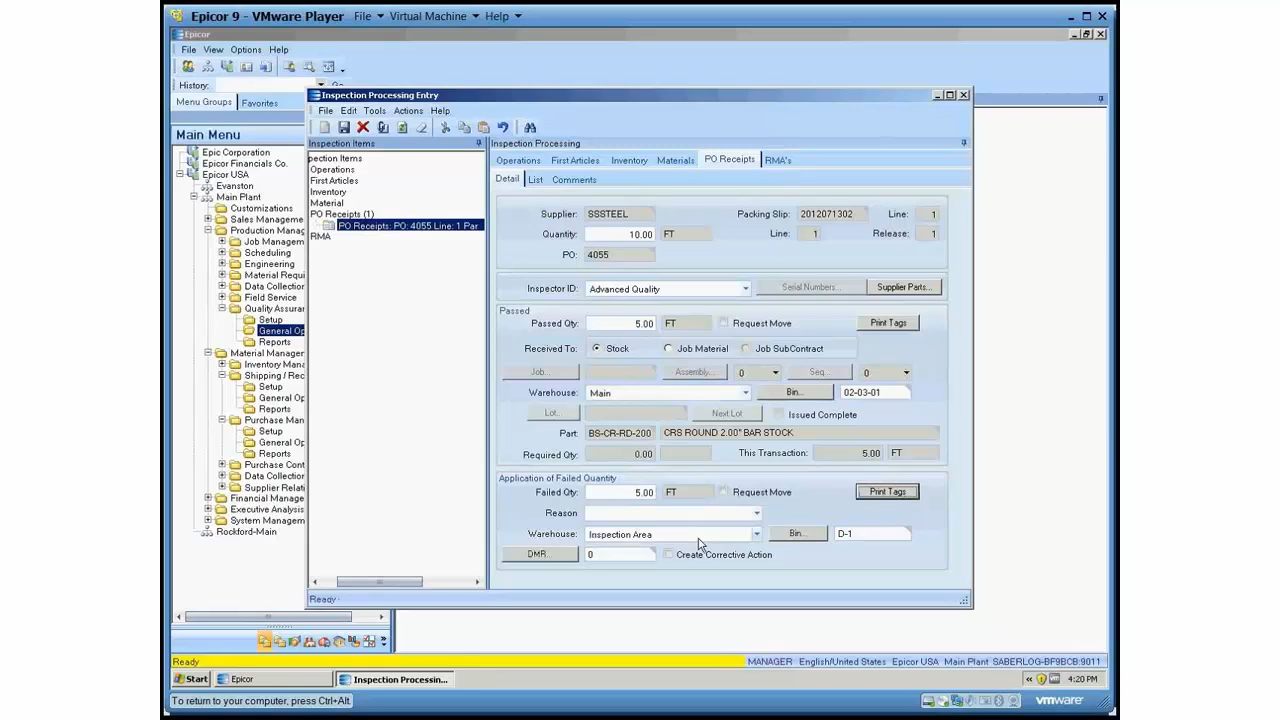 Epicor 9 - VMware Player File Virtual Machine Help
Epicor
File View Options Help
History: Go
Menu Groups Favorites
Main Menu
Epic Corporation
Epicor Financials Co.
Epicor USA
Evanston
Main Plant
Customizations
Sales Manageme
Production Manag
Job Managem
Scheduling
Engineering
Material Requi
Data Collection
Field Service
Quality Assuran
Setup
General Op
Reports
Material Managem
Inventory Mana
Shipping / Rec
Setup
General Op
Reports
Purchase Man
Setup
General Op
Reports
Purchase Cont
Data Collection
Supplier Relati
Financial Manage
Executive Analysis
System Managem
Rockford-Main
Inspection Processing Entry
File Edit Tools Actions Help
Inspection Items
pection Items
Operations
First Articles
Inventory
Material
PO Receipts (1)
PO Receipts: PO: 4055 Line: 1 Par
RMA
Inspection Processing
Operations First Articles Inventory Materials PO Receipts RMA's
Detail List Comments
Supplier: SSSTEEL Packing Slip: 2012071302 Line: 1
Quantity: 10.00 FT Line: 1 Release: 1
PO: 4055
Inspector ID: Advanced Quality Serial Numbers... Supplier Parts...
Passed
Passed Qty: 5.00 FT Request Move Print Tags
Received To: Stock Job Material Job SubContract
Job... Assembly... 0 Seq... 0
Warehouse: Main Bin... 02-03-01
Lot... Next Lot Issued Complete
Part: BS-CR-RD-200 CRS ROUND 2.00" BAR STOCK
Required Qty: 0.00 This Transaction: 5.00 FT
Application of Failed Quantity
Failed Qty: 5.00 FT Request Move Print Tags
Reason
Warehouse: Inspection Area Bin... D-1
DMR... 0 Create Corrective Action
Ready
Ready MANAGER English/United States Epicor USA Main Plant SABERLOG-BF9BCB:9011
Start Epicor Inspection Processin... 4:20 PM
To return to your computer, press Ctrl+Alt. vmware